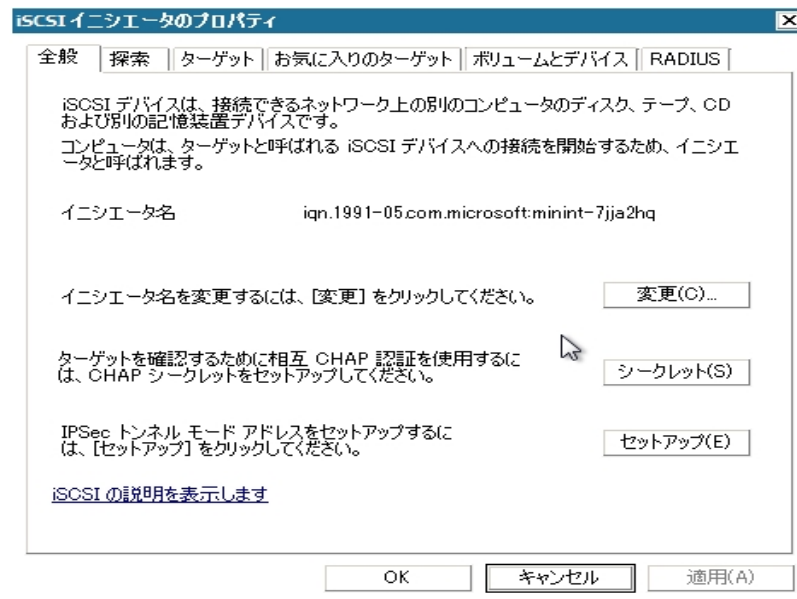 iSCSI イニシエータのプロパティ
全般 探索 ターゲット お気に入りのターゲット ボリュームとデバイス RADIUS
iSCSI デバイスは、接続できるネットワーク上の別のコンピュータのディスク、テープ、CD
および別の記憶装置デバイスです。
コンピュータは、ターゲットと呼ばれる iSCSI デバイスへの接続を開始するため、イニシエ
ータと呼ばれます。
イニシエータ名 iqn.1991-05.com.microsoft:minint-7jja2hq
イニシエータ名を変更するには、[変更] をクリックしてください。 変更(C)...
ターゲットを確認するために相互 CHAP 認証を使用するに
は、CHAP シークレットをセットアップしてください。 シークレット(S)
IPSec トンネル モード アドレスをセットアップするに
は、[セットアップ] をクリックしてください。 セットアップ(E)
iSCSI の説明を表示します
OK キャンセル 適用(A)